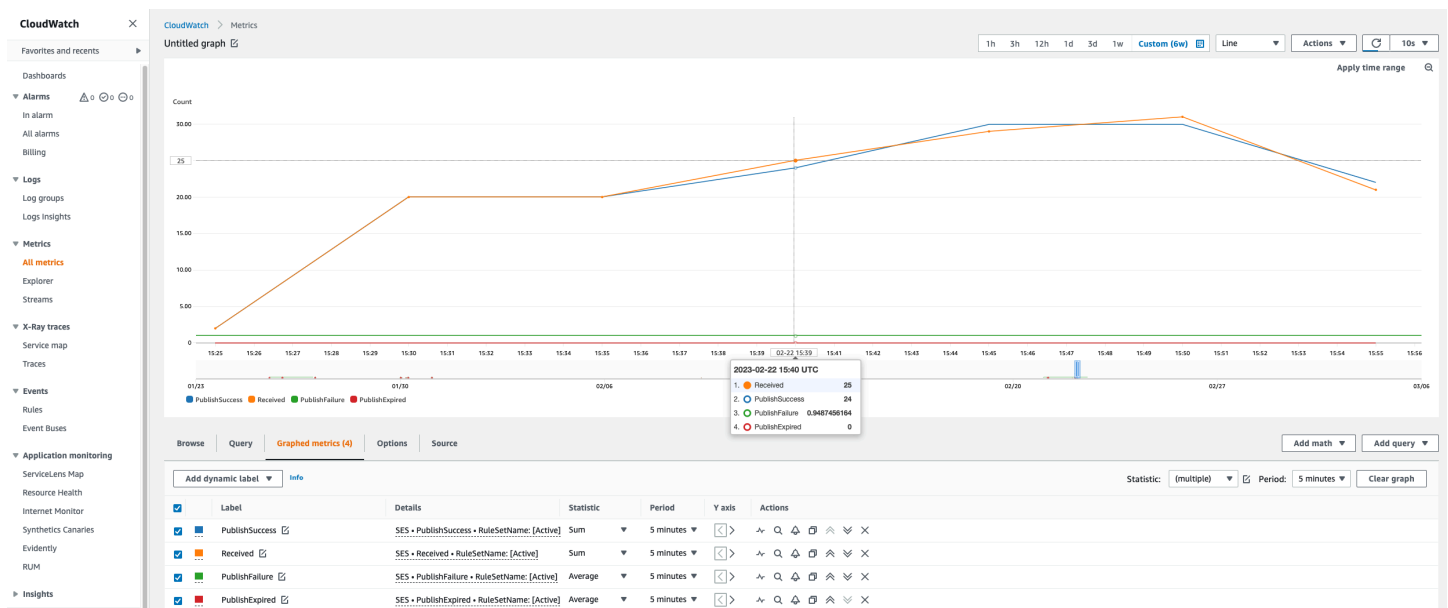 CloudWatch
Favorites and recents
Dashboards
Alarms 0 0 0
In alarm
All alarms
Billing
Logs
Log groups
Logs Insights
Metrics
All metrics
Explorer
Streams
X-Ray traces
Service map
Traces
Events
Rules
Event Buses
Application monitoring
ServiceLens Map
Resource Health
Internet Monitor
Synthetics Canaries
Evidently
RUM
Insights
CloudWatch Metrics
Untitled graph
1h 3h 12h 1d 3d 1w Custom (6w) Line Actions 10s
Apply time range
Count
30.00
25
20.00
15.00
10.00
5.00
0
15:25 15:26 15:27 15:28 15:29 15:30 15:31 15:32 15:33 15:34 15:35 15:36 15:37 15:38 15:39 02-22 15:39 15:41 15:42 15:43 15:44 15:45 15:46 15:47 15:48 15:49 15:50 15:51 15:52 15:53 15:54 15:55 15:56
01/23 01/30 02/06 02/20 02/27 03/06
PublishSuccess Received PublishFailure PublishExpired
2023-02-22 15:40 UTC
1. Received 25
2. PublishSuccess 24
3. PublishFailure 0.9487456164
4. PublishExpired 0
Browse Query Graphed metrics (4) Options Source Add math Add query
Add dynamic label Info Statistic: (multiple) Period: 5 minutes Clear graph
Label Details Statistic Period Y axis Actions
PublishSuccess SES • PublishSuccess • RuleSetName: [Active] Sum 5 minutes
Received SES • Received • RuleSetName: [Active] Sum 5 minutes
PublishFailure SES • PublishFailure • RuleSetName: [Active] Average 5 minutes
PublishExpired SES • PublishExpired • RuleSetName: [Active] Average 5 minutes